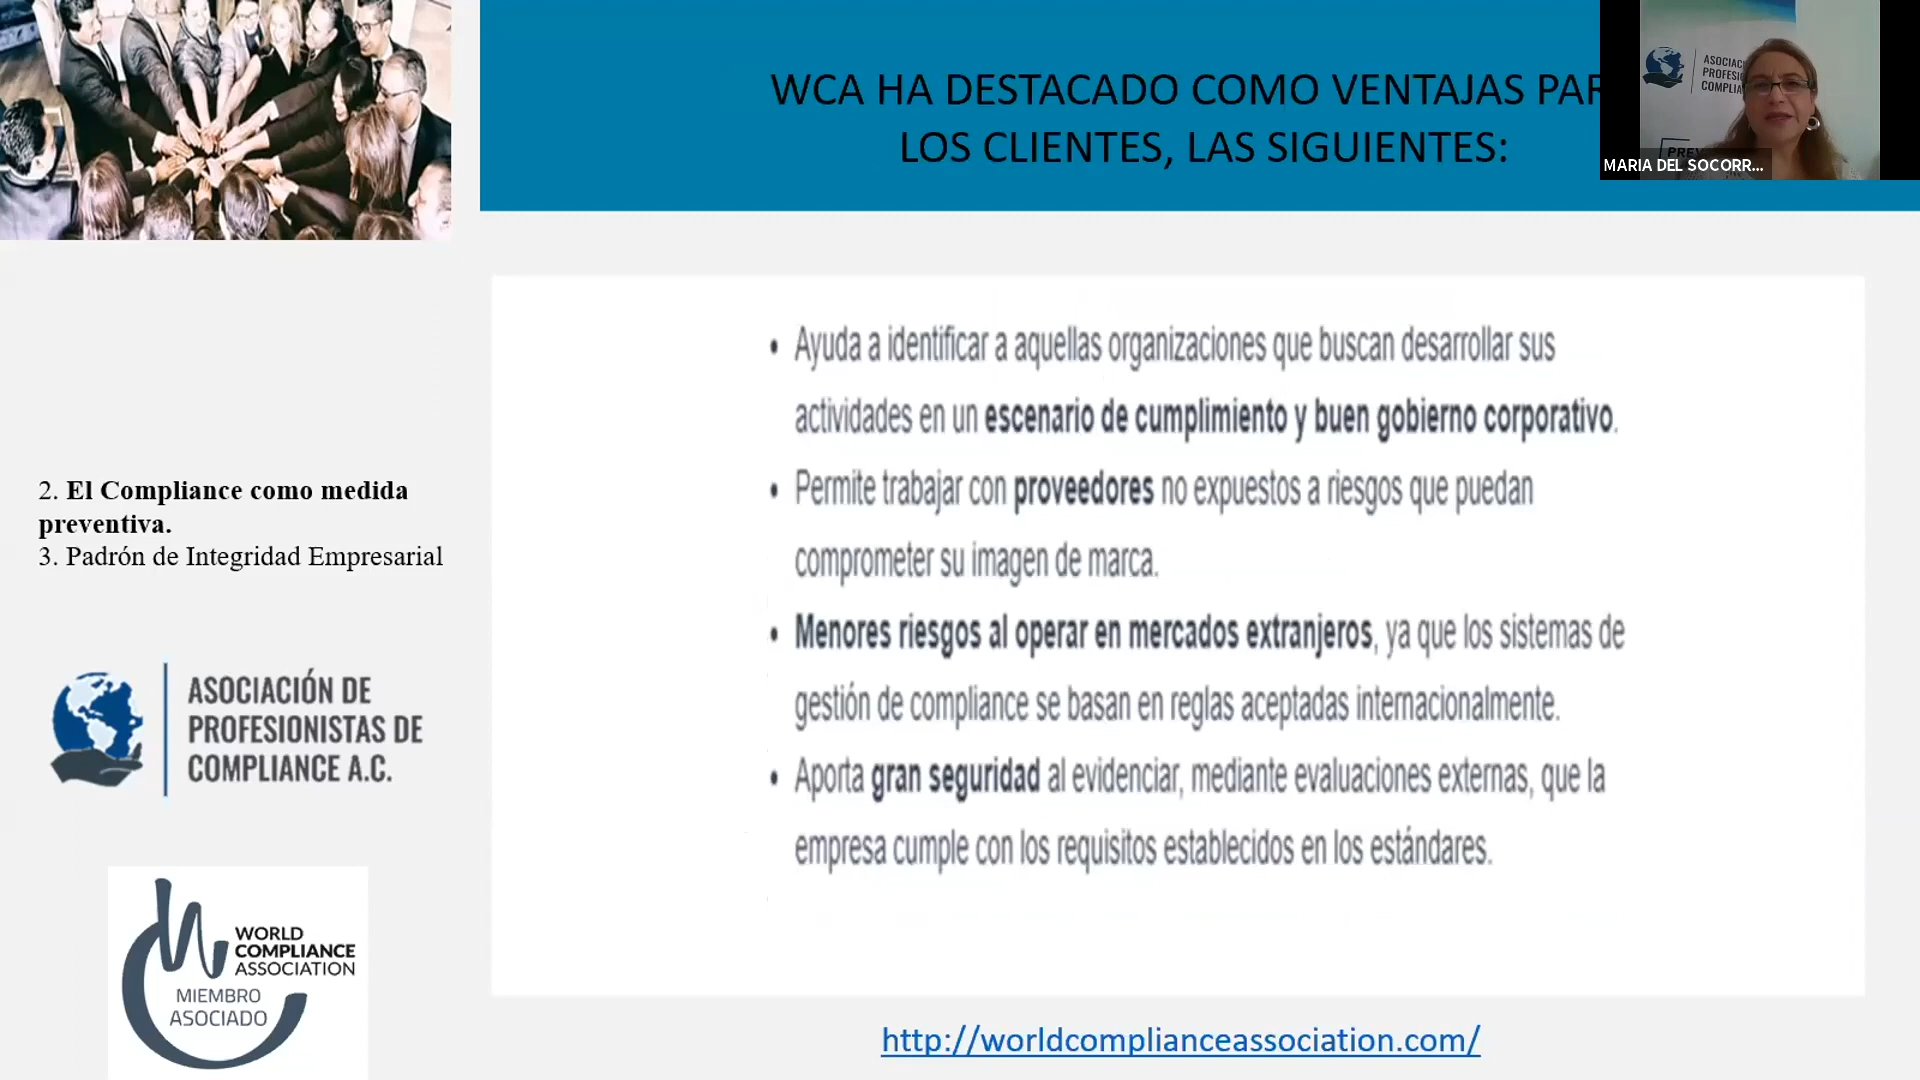 WCA HA DESTACADO COMO VENTAJAS PAR
LOS CLIENTES, LAS SIGUIENTES:
ASOCIAC
PROFESI
COMPLIA
PREV
MARIA DEL SOCORR...
• Ayuda a identificar a aquellas organizaciones que buscan desarrollar sus
actividades en un escenario de cumplimiento y buen gobierno corporativo.
• Permite trabajar con proveedores no expuestos a riesgos que puedan
comprometer su imagen de marca.
• Menores riesgos al operar en mercados extranjeros, ya que los sistemas de
gestión de compliance se basan en reglas aceptadas internacionalmente.
• Aporta gran seguridad al evidenciar, mediante evaluaciones externas, que la
empresa cumple con los requisitos establecidos en los estándares.
2. El Compliance como medida
preventiva.
3. Padrón de Integridad Empresarial
ASOCIACIÓN DE
PROFESIONISTAS DE
COMPLIANCE A.C.
WORLD
COMPLIANCE
ASSOCIATION
MIEMBRO
ASOCIADO
http://worldcomplianceassociation.com/